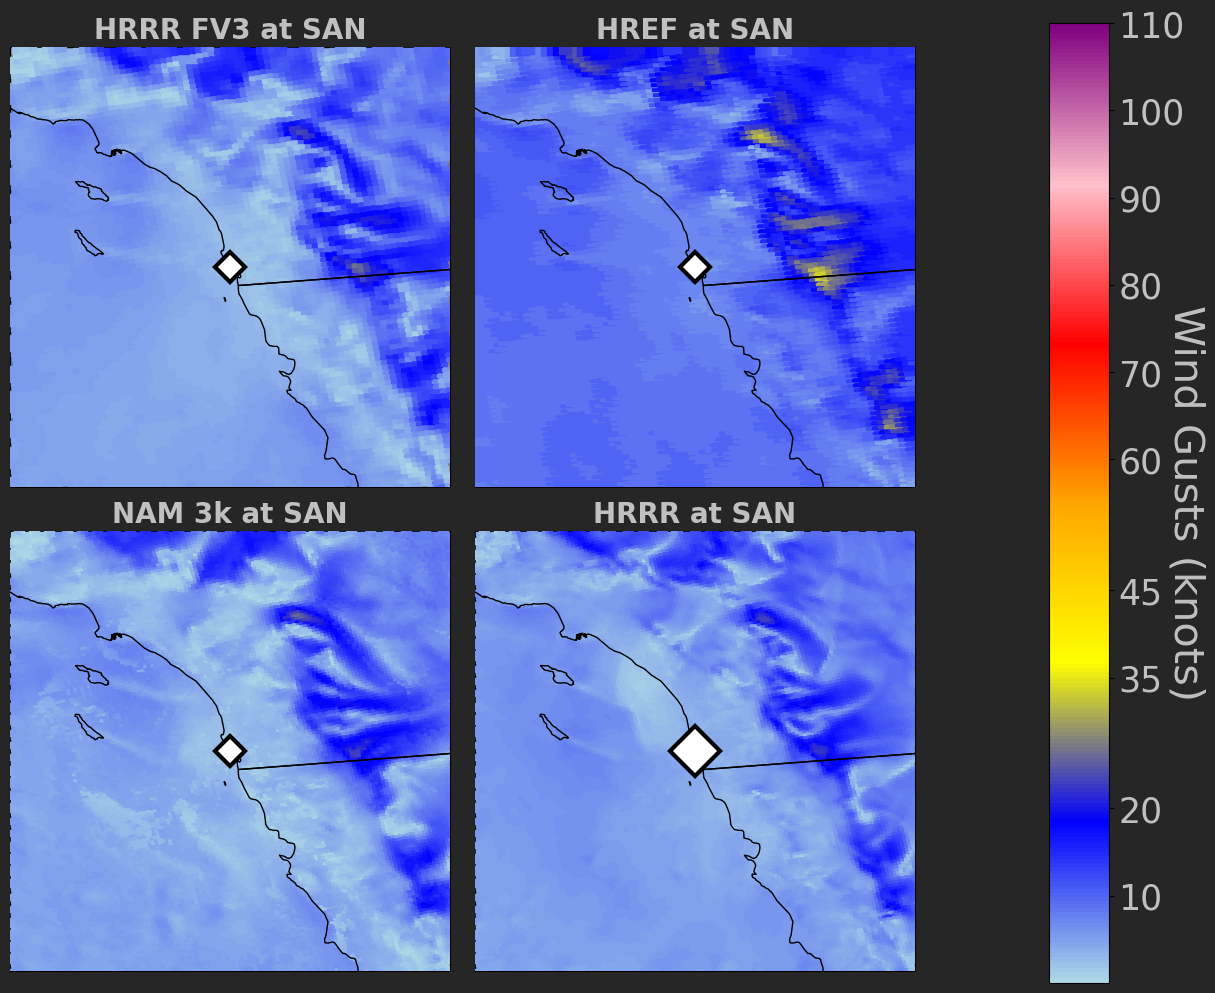 HRRR FV3 at SAN
HREF at SAN
NAM 3k at SAN
HRRR at SAN
110
100
90
80
70
60
45
35
20
10
Wind Gusts (knots)